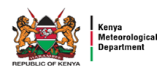 Kenya
Meteorological
Department
REPUBLIC OF KENYA